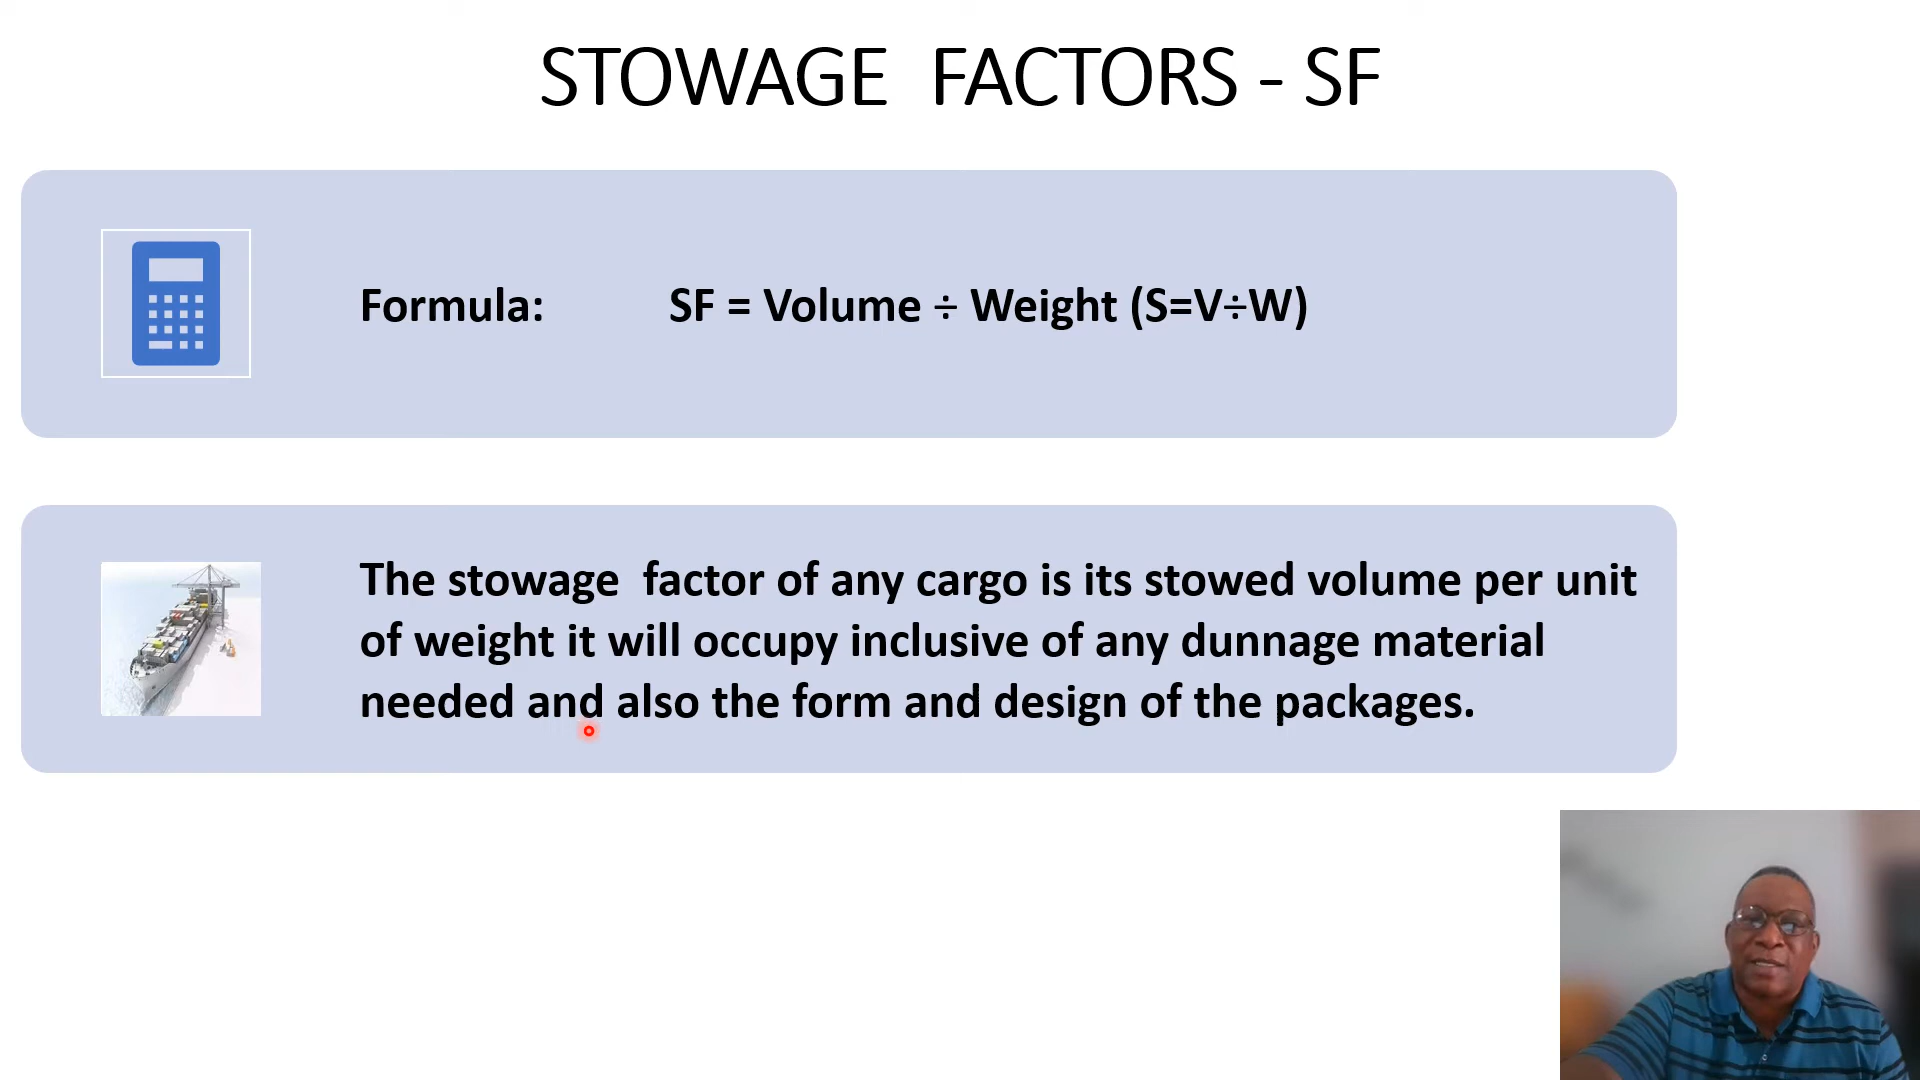 STOWAGE  FACTORS - SF
Formula: SF = Volume ÷ Weight (S=V÷W)
The stowage  factor of any cargo is its stowed volume per unit
of weight it will occupy inclusive of any dunnage material
needed and also the form and design of the packages.